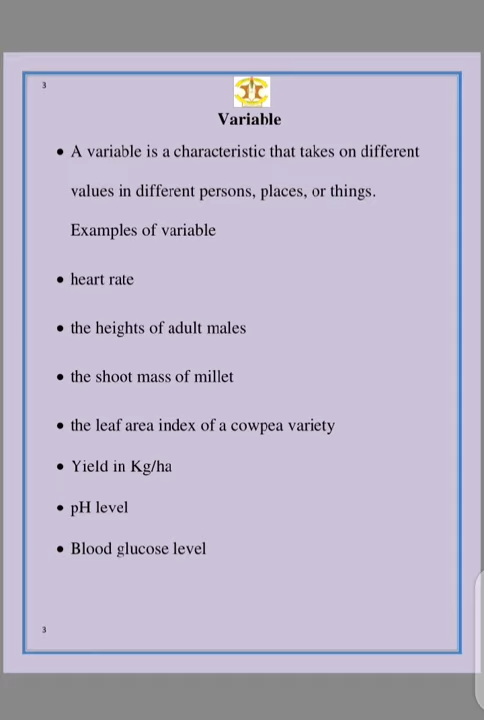 3
Variable
• A variable is a characteristic that takes on different
values in different persons, places, or things.
Examples of variable
• heart rate
• the heights of adult males
• the shoot mass of millet
• the leaf area index of a cowpea variety
• Yield in Kg/ha
• pH level
• Blood glucose level
3